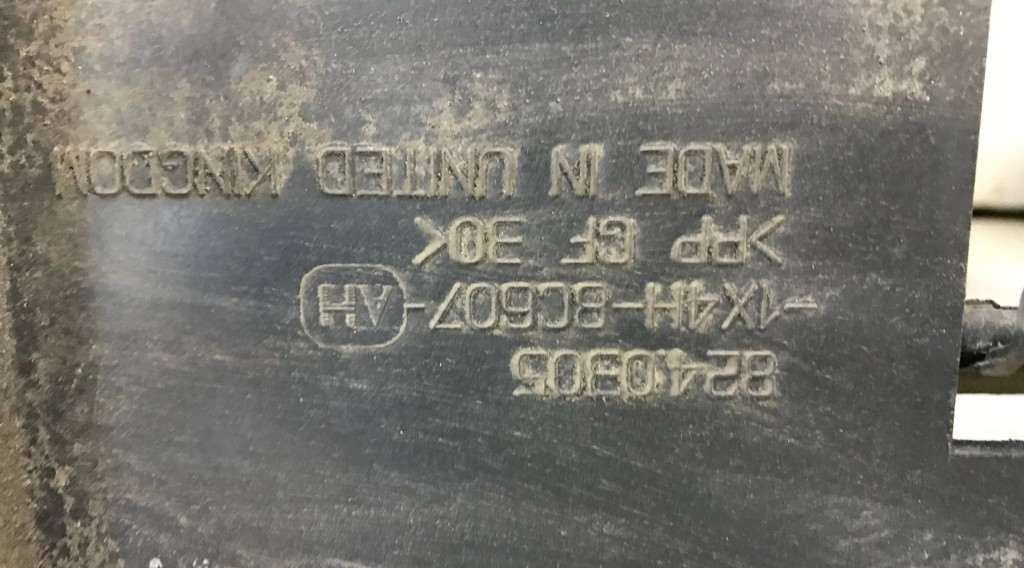 8240305
-1X4H-8C607-AH
>PP GF 30<
MADE IN UNITED KINGDOM